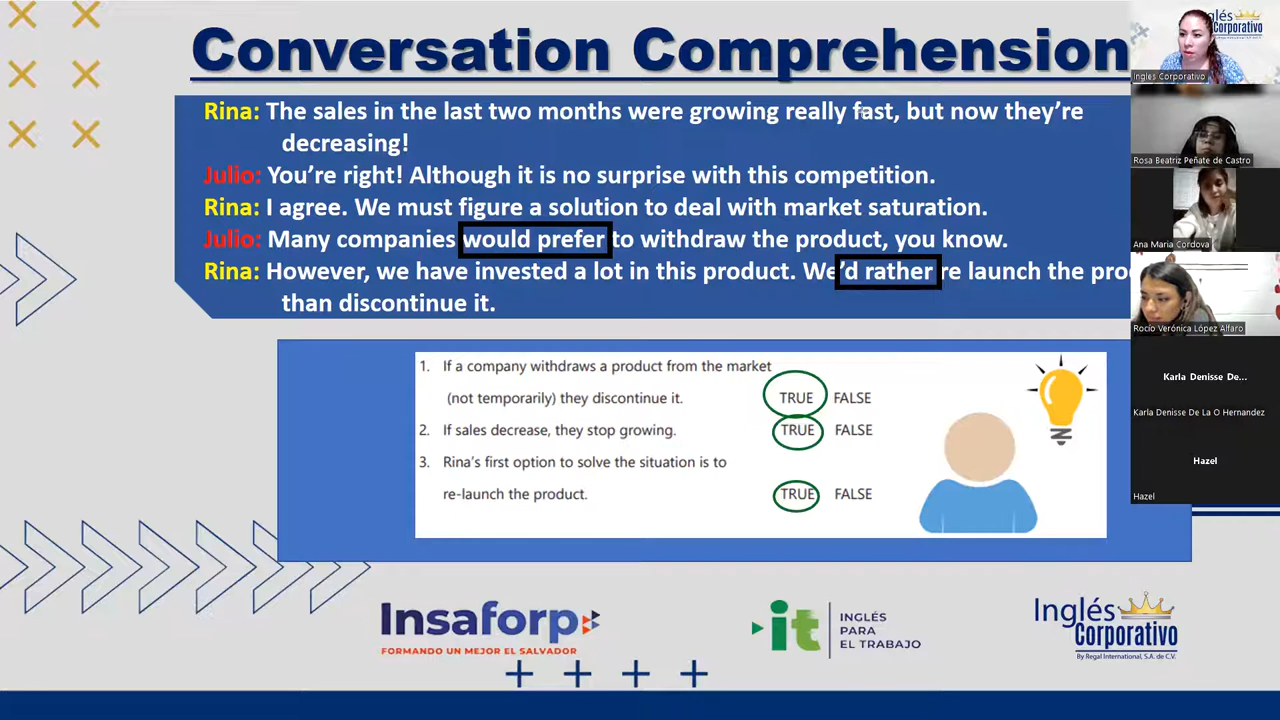 Conversation Comprehension
Rina: The sales in the last two months were growing really fast, but now they're
decreasing!
Julio: You're right! Although it is no surprise with this competition.
Rina: I agree. We must figure a solution to deal with market saturation.
Julio: Many companies would prefer to withdraw the product, you know.
Rina: However, we have invested a lot in this product. We'd rather re launch the
than discontinue it.
1. If a company withdraws a product from the market
(not temporarily) they discontinue it. TRUE FALSE
2. If sales decrease, they stop growing. TRUE FALSE
3. Rina's first option to solve the situation is to
re-launch the product. TRUE FALSE
Insaforp
FORMANDO UN MEJOR EL SALVADOR
it INGLÉS
PARA
EL TRABAJO
Inglés
Corporativo
By Regal International, S.A. de C.V.
Inglés
Corporativo
Ingles Corporativo
Rosa Beatriz Peñate de Castro
Ana Maria Cordova
Rocío Verónica López Alfaro
Karla Denisse De...
Karla Denisse De La O Hernandez
Hazel
Hazel